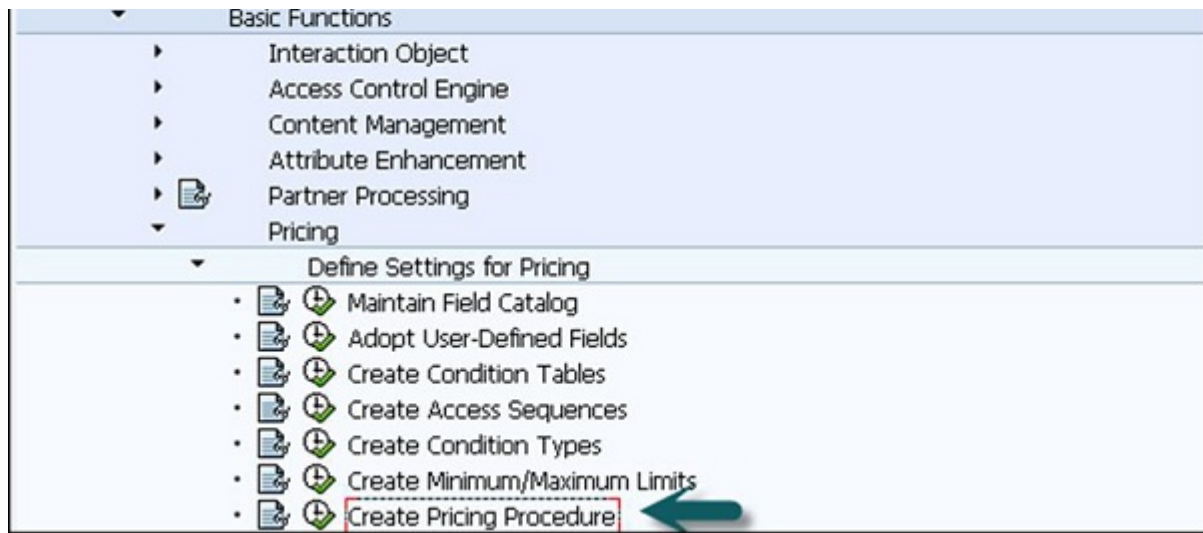 Basic Functions
Interaction Object
Access Control Engine
Content Management
Attribute Enhancement
Partner Processing
Pricing
Define Settings for Pricing
Maintain Field Catalog
Adopt User-Defined Fields
Create Condition Tables
Create Access Sequences
Create Condition Types
Create Minimum/Maximum Limits
Create Pricing Procedure